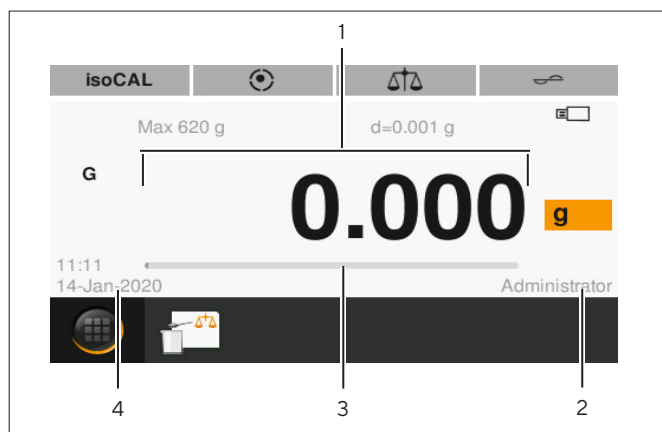 1
isoCAL
Max 620 g d=0.001 g
G
0.000 g
11:11
14-Jan-2020 Administrator
4 3 2